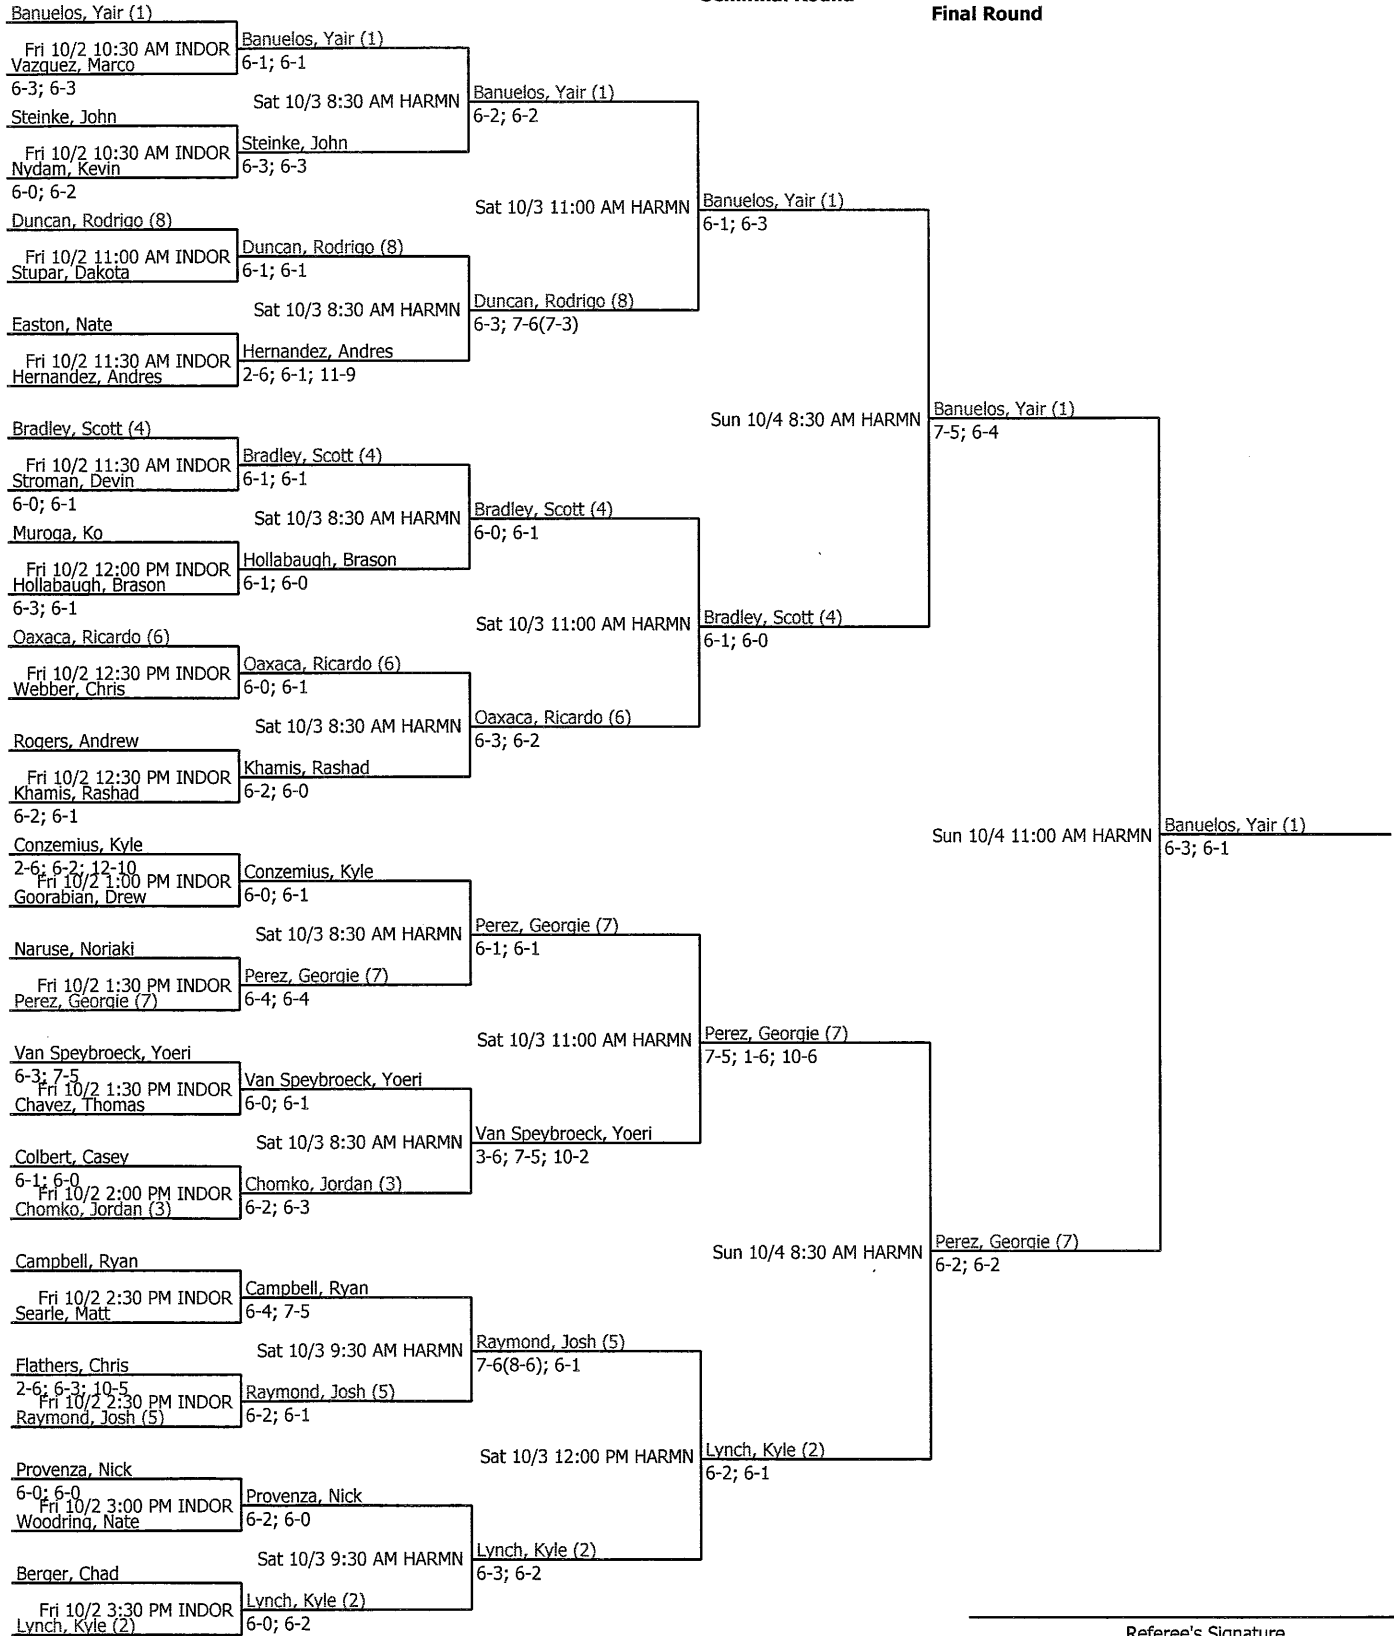 Semifinal Round
Final Round
Banuelos, Yair (1)
Fri 10/2 10:30 AM INDOR
Vazquez, Marco
6-3; 6-3
Steinke, John
Fri 10/2 10:30 AM INDOR
Nydam, Kevin
6-0; 6-2
Duncan, Rodrigo (8)
Fri 10/2 11:00 AM INDOR
Stupar, Dakota
Easton, Nate
Fri 10/2 11:30 AM INDOR
Hernandez, Andres
Bradley, Scott (4)
Fri 10/2 11:30 AM INDOR
Stroman, Devin
6-0; 6-1
Muroga, Ko
Fri 10/2 12:00 PM INDOR
Hollabaugh, Brason
6-3; 6-1
Oaxaca, Ricardo (6)
Fri 10/2 12:30 PM INDOR
Webber, Chris
Rogers, Andrew
Fri 10/2 12:30 PM INDOR
Khamis, Rashad
6-2; 6-1
Conzemius, Kyle
2-6; 6-2; 12-10
Fri 10/2 1:00 PM INDOR
Goorabian, Drew
Naruse, Noriaki
Fri 10/2 1:30 PM INDOR
Perez, Georgie (7)
Van Speybroeck, Yoeri
6-3; 7-5
Fri 10/2 1:30 PM INDOR
Chavez, Thomas
Colbert, Casey
6-1; 6-0
Fri 10/2 2:00 PM INDOR
Chomko, Jordan (3)
Campbell, Ryan
Fri 10/2 2:30 PM INDOR
Searle, Matt
Flathers, Chris
2-6; 6-3; 10-5
Fri 10/2 2:30 PM INDOR
Raymond, Josh (5)
Provenza, Nick
6-0; 6-0
Fri 10/2 3:00 PM INDOR
Woodring, Nate
Berger, Chad
Fri 10/2 3:30 PM INDOR
Lynch, Kyle (2)
Banuelos, Yair (1)
6-1; 6-1
Sat 10/3 8:30 AM HARMN
Steinke, John
6-3; 6-3
Duncan, Rodrigo (8)
6-1; 6-1
Sat 10/3 8:30 AM HARMN
Hernandez, Andres
2-6; 6-1; 11-9
Bradley, Scott (4)
6-1; 6-1
Sat 10/3 8:30 AM HARMN
Hollabaugh, Brason
6-1; 6-0
Oaxaca, Ricardo (6)
6-0; 6-1
Sat 10/3 8:30 AM HARMN
Khamis, Rashad
6-2; 6-0
Conzemius, Kyle
6-0; 6-1
Sat 10/3 8:30 AM HARMN
Perez, Georgie (7)
6-4; 6-4
Van Speybroeck, Yoeri
6-0; 6-1
Sat 10/3 8:30 AM HARMN
Chomko, Jordan (3)
6-2; 6-3
Campbell, Ryan
6-4; 7-5
Sat 10/3 9:30 AM HARMN
Raymond, Josh (5)
6-2; 6-1
Provenza, Nick
6-2; 6-0
Sat 10/3 9:30 AM HARMN
Lynch, Kyle (2)
6-0; 6-2
Banuelos, Yair (1)
6-2; 6-2
Sat 10/3 11:00 AM HARMN
Duncan, Rodrigo (8)
6-3; 7-6(7-3)
Bradley, Scott (4)
6-0; 6-1
Sat 10/3 11:00 AM HARMN
Oaxaca, Ricardo (6)
6-3; 6-2
Perez, Georgie (7)
6-1; 6-1
Sat 10/3 11:00 AM HARMN
Van Speybroeck, Yoeri
3-6; 7-5; 10-2
Raymond, Josh (5)
7-6(8-6); 6-1
Sat 10/3 12:00 PM HARMN
Lynch, Kyle (2)
6-3; 6-2
Banuelos, Yair (1)
6-1; 6-3
Sun 10/4 8:30 AM HARMN
Bradley, Scott (4)
6-1; 6-0
Perez, Georgie (7)
7-5; 1-6; 10-6
Sun 10/4 8:30 AM HARMN
Lynch, Kyle (2)
6-2; 6-1
Banuelos, Yair (1)
7-5; 6-4
Sun 10/4 11:00 AM HARMN
Perez, Georgie (7)
6-2; 6-2
Banuelos, Yair (1)
6-3; 6-1
Referee's Signature